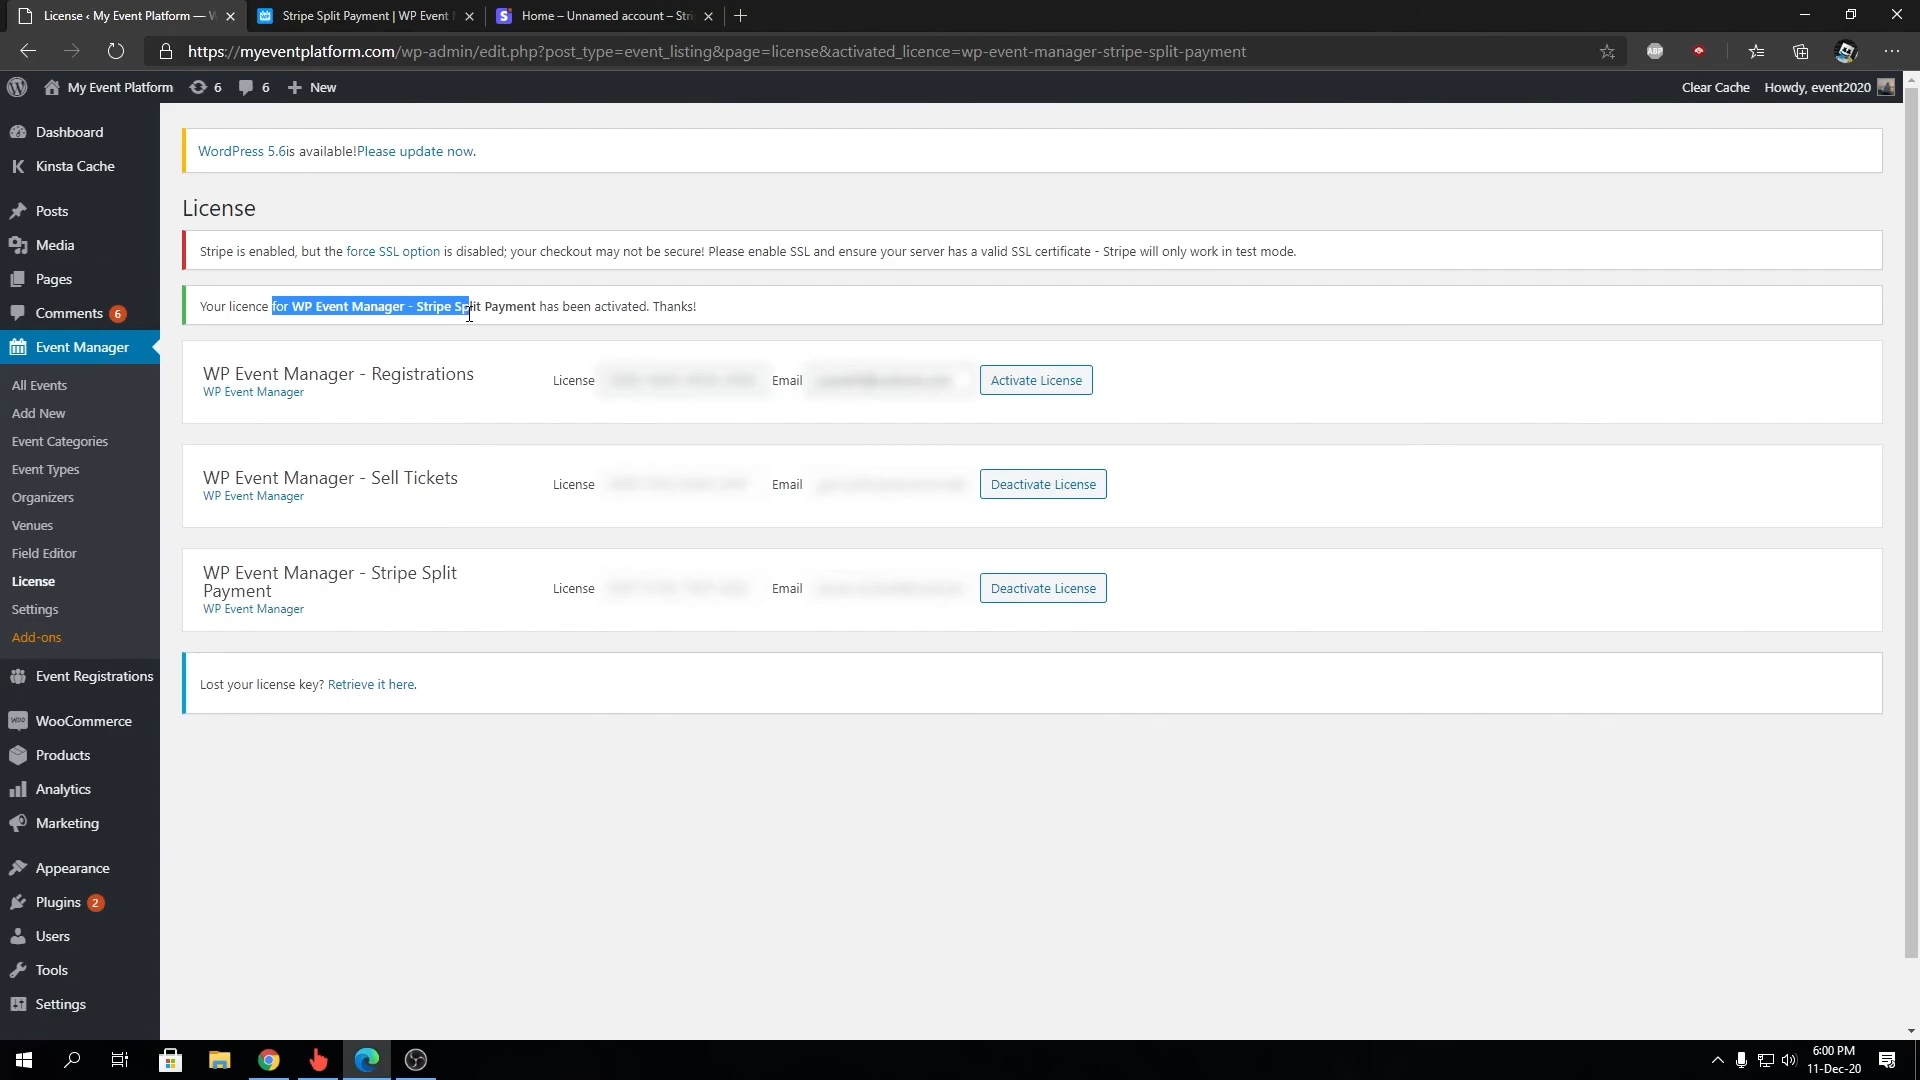 License ‹ My Event Platform — W
Stripe Split Payment | WP Event
Home – Unnamed account – Stri
https://myeventplatform.com/wp-admin/edit.php?post_type=event_listing&page=license&activated_licence=wp-event-manager-stripe-split-payment
ABP
My Event Platform
6
6
New
Clear Cache
Howdy, event2020
Dashboard
Kinsta Cache
Posts
Media
Pages
Comments 6
Event Manager
All Events
Add New
Event Categories
Event Types
Organizers
Venues
Field Editor
License
Settings
Add-ons
Event Registrations
WooCommerce
Products
Analytics
Marketing
Appearance
Plugins 2
Users
Tools
Settings
WordPress 5.6is available!Please update now.
License
Stripe is enabled, but the force SSL option is disabled; your checkout may not be secure! Please enable SSL and ensure your server has a valid SSL certificate - Stripe will only work in test mode.
Your licence for WP Event Manager - Stripe Split Payment has been activated. Thanks!
WP Event Manager - Registrations
WP Event Manager
License
Email
Activate License
WP Event Manager - Sell Tickets
WP Event Manager
License
Email
Deactivate License
WP Event Manager - Stripe Split
Payment
WP Event Manager
License
Email
Deactivate License
Lost your license key? Retrieve it here.
6:00 PM
11-Dec-20